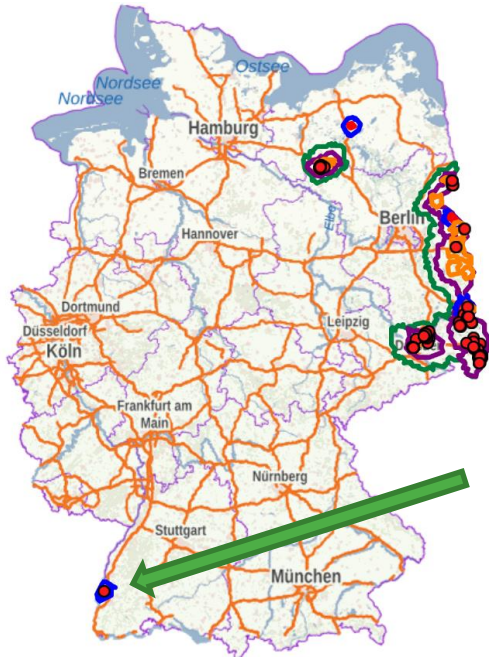 Ostsee
Nordsee
Nordsee
Hamburg
Bremen
Berlin
Elbe
Hannover
Dortmund
Leipzig
Düsseldorf
Köln
Frankfurt am
Main
Nürnberg
Stuttgart
München